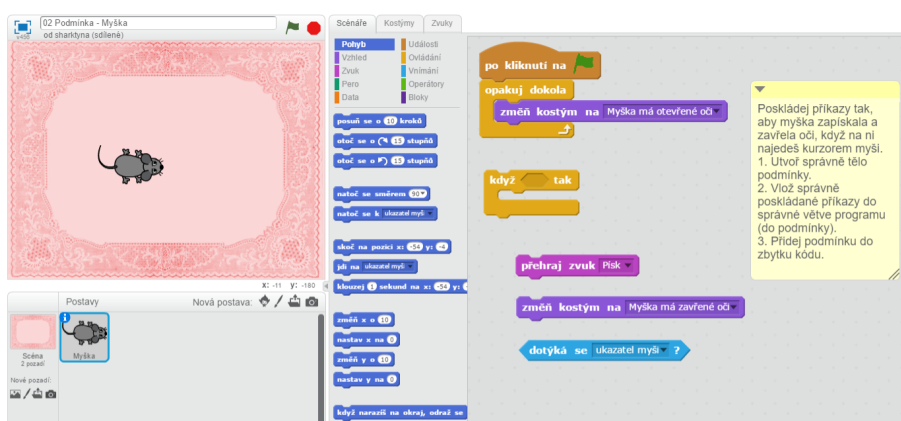 02 Podmínka - Myška
od sharktyna (sdílené)
v456
x: -11 y: -180
Postavy
Nová postava:
Scéna
2 pozadí
Nové pozadí:
Myška
Scénáře
Kostýmy
Zvuky
Pohyb
Vzhled
Zvuk
Pero
Data
Události
Ovládání
Vnímání
Operátory
Bloky
posuň se o 10 kroků
otoč se o 15 stupňů
otoč se o 15 stupňů
natoč se směrem 90
natoč se k ukazatel myši
skoč na pozici x: -54 y: -4
jdi na ukazatel myši
klouzej 1 sekund na x: -54 y:
změň x o 10
nastav x na 0
změň y o 10
nastav y na 0
když narazíš na okraj, odraž se
po kliknutí na
opakuj dokola
změň kostým na Myška má otevřené oči
když tak
přehraj zvuk Písk
změň kostým na Myška má zavřené oči
dotýká se ukazatel myši ?
Poskládej příkazy tak,
aby myška zapískala a
zavřela oči, když na ni
najedeš kurzorem myši.
1. Utvoř správně tělo
podmínky.
2. Vlož správně
poskládané příkazy do
správné větve programu
(do podmínky).
3. Přidej podmínku do
zbytku kódu.